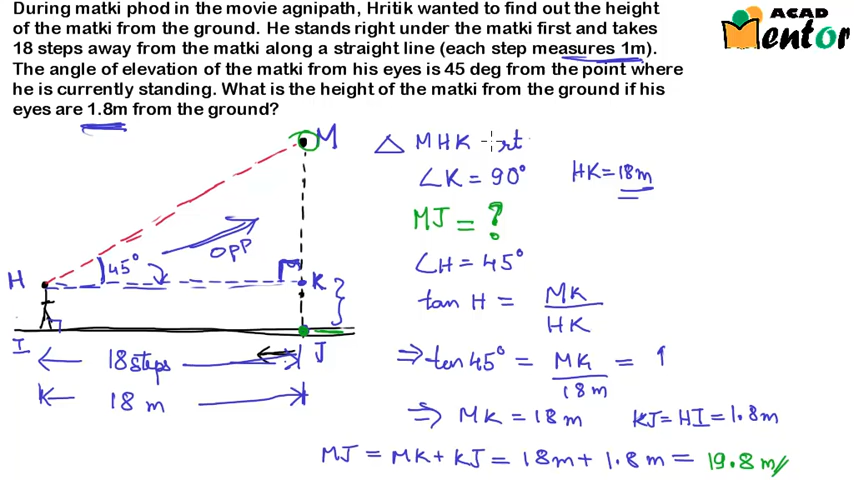 During matki phod in the movie agnipath, Hritik wanted to find out the height
of the matki from the ground. He stands right under the matki first and takes
18 steps away from the matki along a straight line (each step measures 1m).
The angle of elevation of the matki from his eyes is 45 deg from the point where
he is currently standing. What is the height of the matki from the ground if his
eyes are 1.8m from the ground?
ACAD
Mentor
M
△ MHK - rt
∠K = 90°
HK = 18m
MJ = ?
OPP
H
45°
K
∠H = 45°
tan H = MK
HK
I
J
18 steps
18 m
⇒ tan 45° = MK = 1
18m
⇒ MK = 18m
KJ = HI = 1.8m
MJ = MK + KJ = 18m + 1.8m = 19.8m//